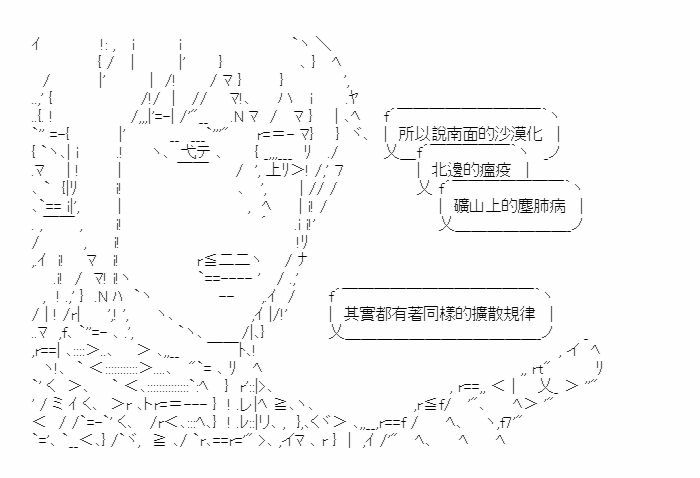 所以說南面的沙漠化
北邊的瘟疫
礦山上的塵肺病
其實都有著同樣的擴散規律